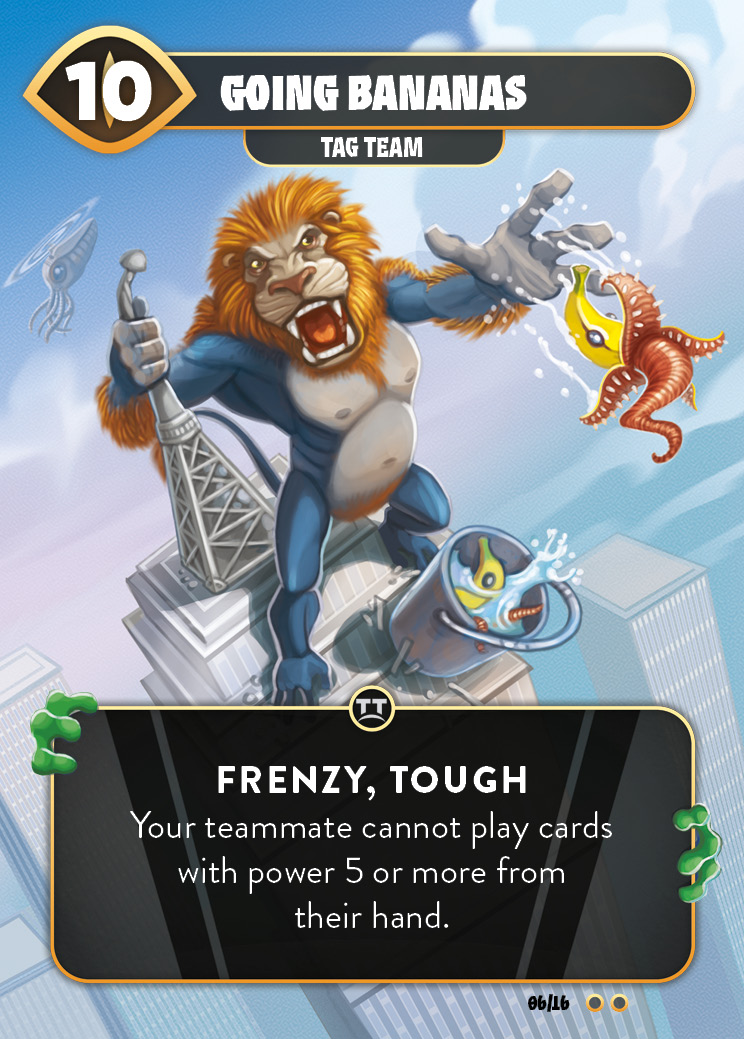 10
GOING BANANAS
TAG TEAM
TT
FRENZY, TOUGH
Your teammate cannot play cards
with power 5 or more from
their hand.
06/16